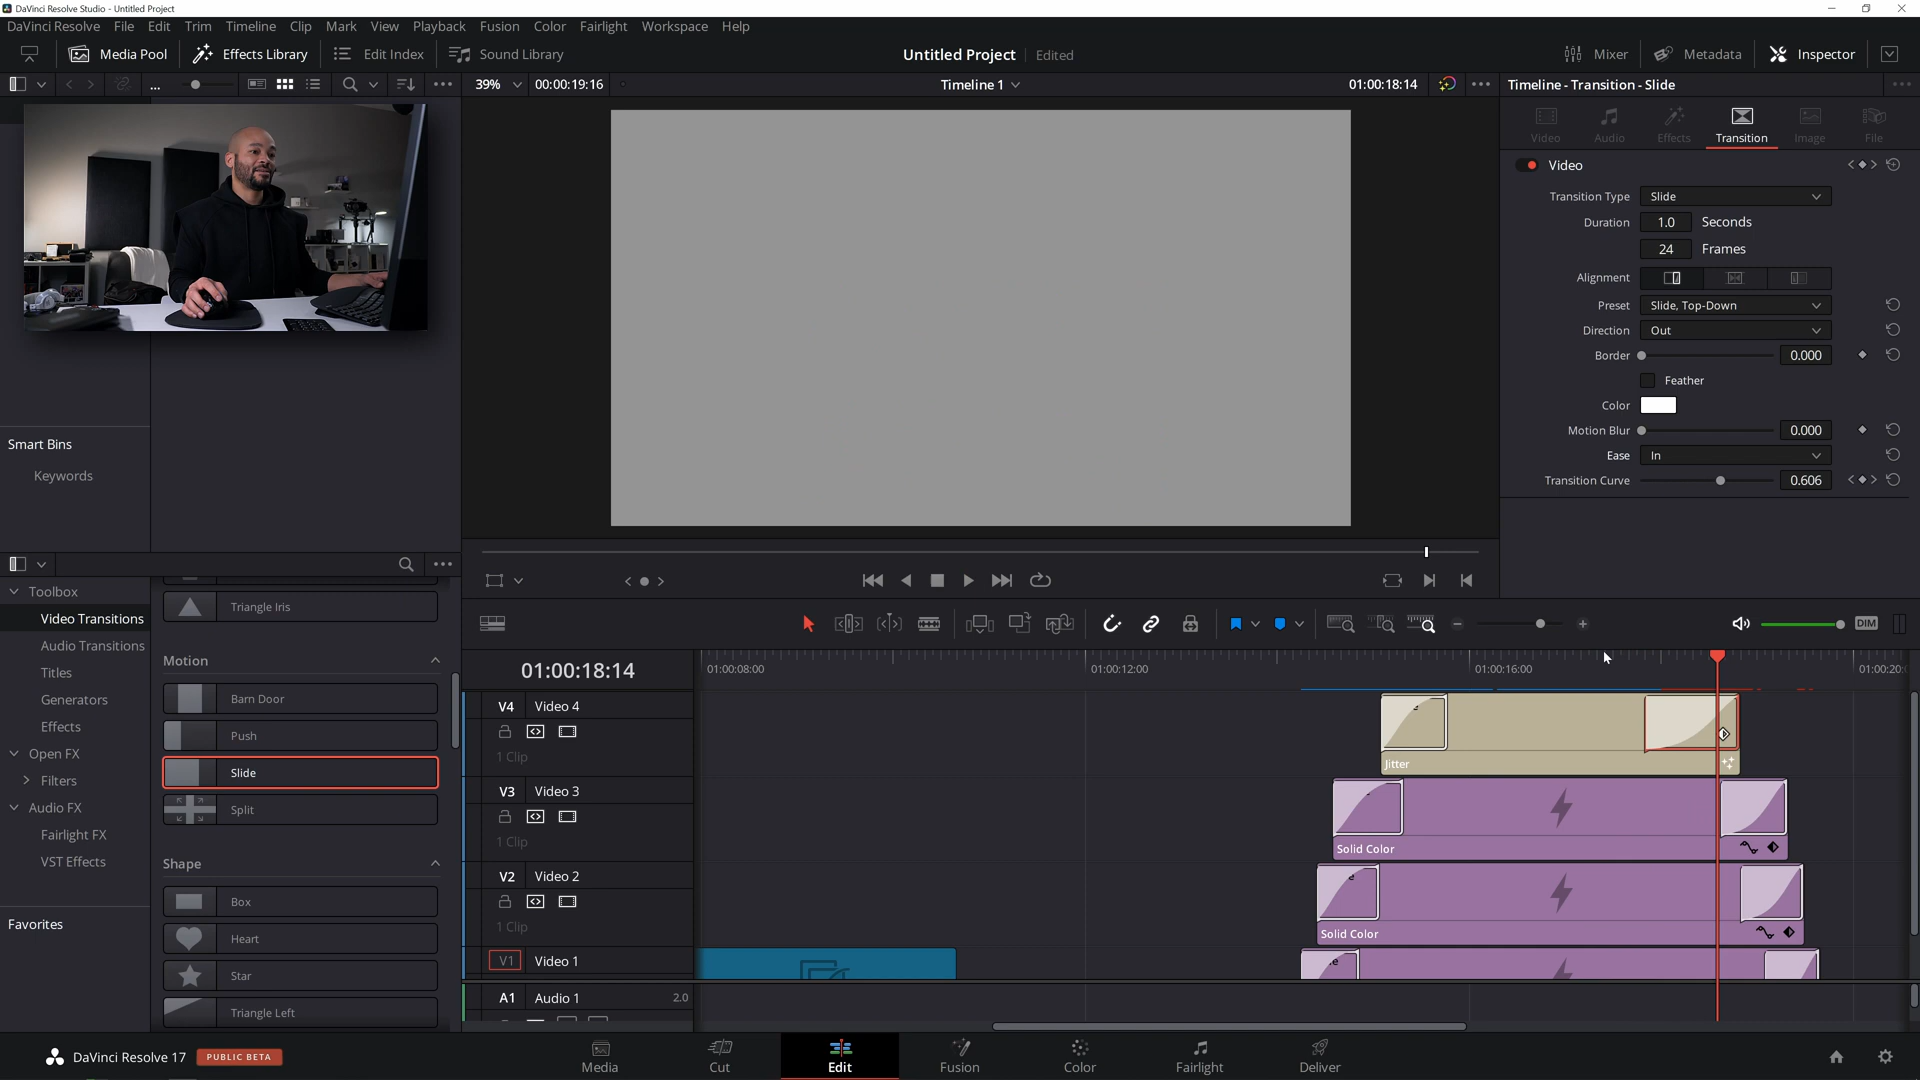 DaVinci Resolve Studio - Untitled Project
DaVinci Resolve File Edit Trim Timeline Clip Mark View Playback Fusion Color Fairlight Workspace Help
Media Pool Effects Library Edit Index Sound Library Untitled Project Edited Mixer Metadata Inspector
... 39% 00:00:19:16 Timeline 1 01:00:18:14 Timeline - Transition - Slide
Video Audio Effects Transition Image File
Video
Transition Type Slide
Duration 1.0 Seconds
24 Frames
Alignment
Preset Slide, Top-Down
Direction Out
Border 0.000
Feather
Color
Motion Blur 0.000
Ease In
Transition Curve 0.606
Smart Bins
Keywords
Toolbox
Video Transitions
Audio Transitions
Titles
Generators
Effects
Open FX
Filters
Audio FX
Fairlight FX
VST Effects
Favorites
Triangle Iris
Motion
Barn Door
Push
Slide
Split
Shape
Box
Heart
Star
Triangle Left
DIM
01:00:18:14 01:00:08:00 01:00:12:00 01:00:16:00 01:00:20:
V4 Video 4
1 Clip
Jitter
V3 Video 3
1 Clip
Solid Color
V2 Video 2
1 Clip
Solid Color
V1 Video 1
A1 Audio 1 2.0
DaVinci Resolve 17 PUBLIC BETA
Media Cut Edit Fusion Color Fairlight Deliver